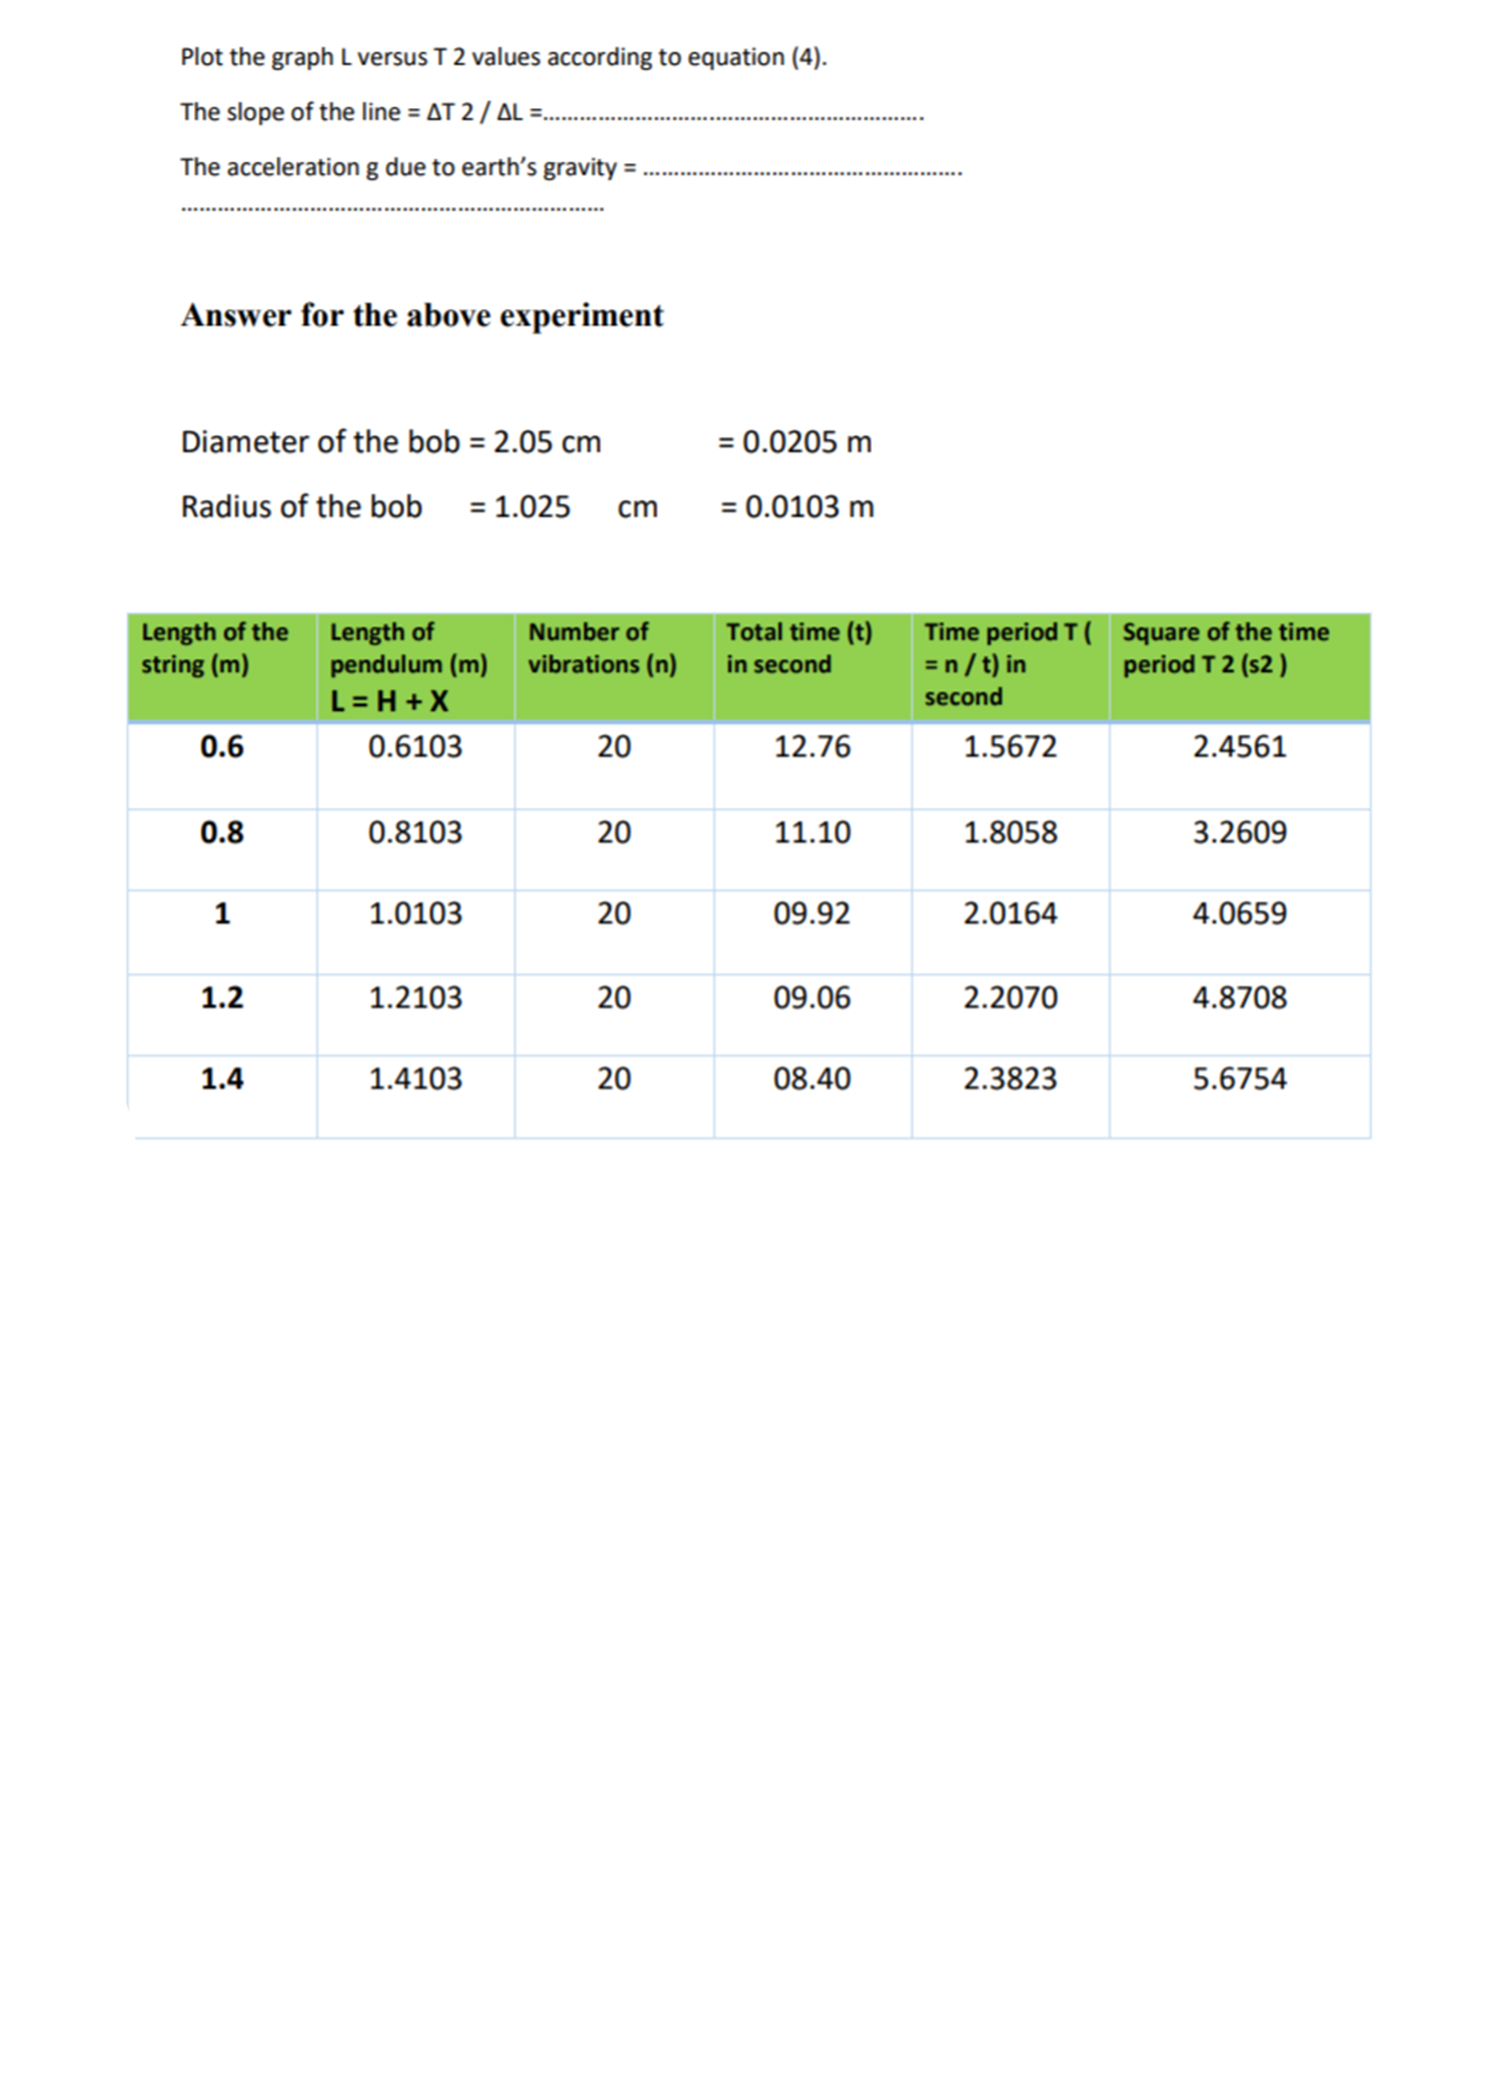 Plot the graph L versus T 2 values according to equation (4).
The slope of the line = ΔT 2 / ΔL =...............................................................
The acceleration g due to earth’s gravity = .....................................................
......................................................................
Answer for the above experiment
Diameter of the bob = 2.05 cm = 0.0205 m
Radius of the bob = 1.025 cm = 0.0103 m
Length of the string (m) Length of pendulum (m) L = H + X Number of vibrations (n) Total time (t) in second Time period T ( = n / t) in second Square of the time period T 2 (s2 )
0.6 0.6103 20 12.76 1.5672 2.4561
0.8 0.8103 20 11.10 1.8058 3.2609
1 1.0103 20 09.92 2.0164 4.0659
1.2 1.2103 20 09.06 2.2070 4.8708
1.4 1.4103 20 08.40 2.3823 5.6754